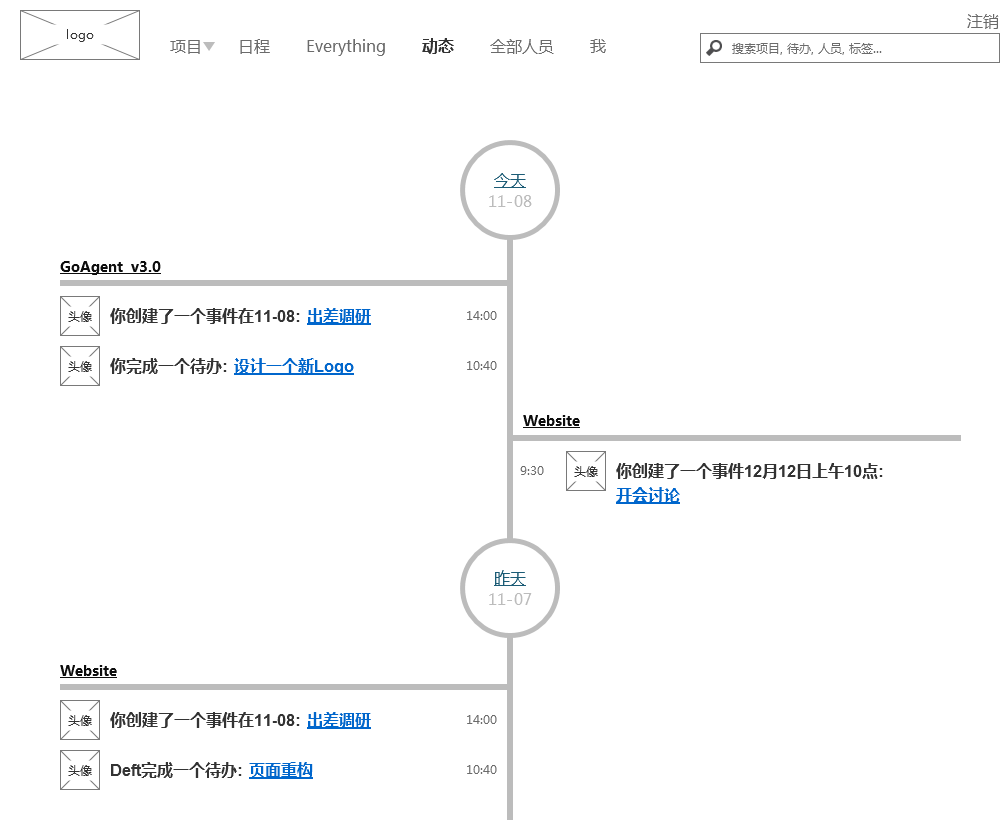 logo
注销
项目 日程 Everything 动态 全部人员 我
搜索项目, 待办, 人员, 标签...
今天
11-08
GoAgent_v3.0
头像 你创建了一个事件在11-08: 出差调研 14:00
头像 你完成一个待办: 设计一个新Logo 10:40
Website
9:30 头像 你创建了一个事件12月12日上午10点:
开会讨论
昨天
11-07
Website
头像 你创建了一个事件在11-08: 出差调研 14:00
头像 Deft完成一个待办: 页面重构 10:40